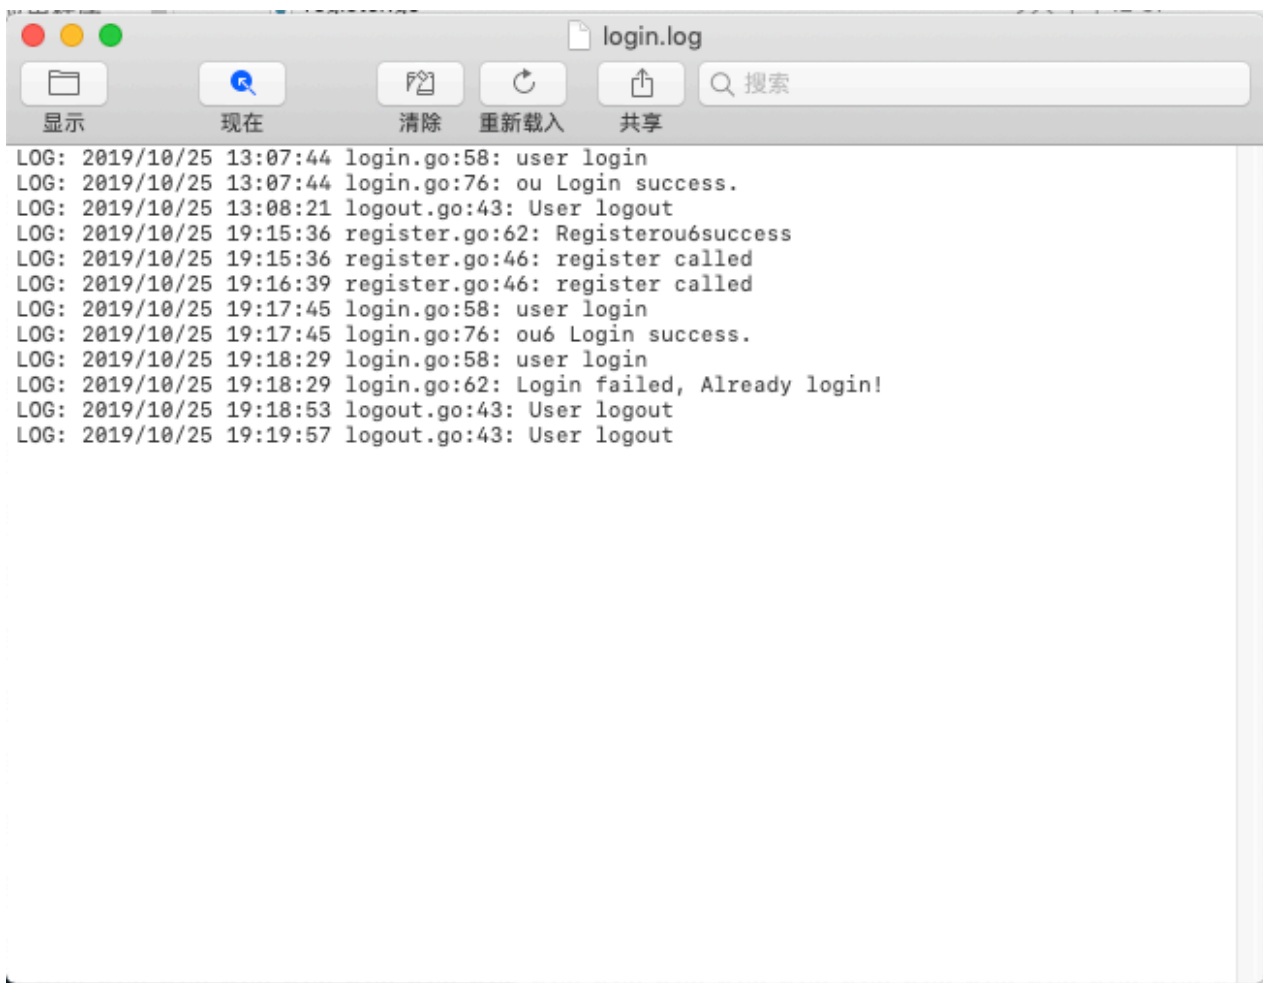 login.log
搜索
显示 现在 清除 重新载入 共享
LOG: 2019/10/25 13:07:44 login.go:58: user login
LOG: 2019/10/25 13:07:44 login.go:76: ou Login success.
LOG: 2019/10/25 13:08:21 logout.go:43: User logout
LOG: 2019/10/25 19:15:36 register.go:62: Registerou6success
LOG: 2019/10/25 19:15:36 register.go:46: register called
LOG: 2019/10/25 19:16:39 register.go:46: register called
LOG: 2019/10/25 19:17:45 login.go:58: user login
LOG: 2019/10/25 19:17:45 login.go:76: ou6 Login success.
LOG: 2019/10/25 19:18:29 login.go:58: user login
LOG: 2019/10/25 19:18:29 login.go:62: Login failed, Already login!
LOG: 2019/10/25 19:18:53 logout.go:43: User logout
LOG: 2019/10/25 19:19:57 logout.go:43: User logout